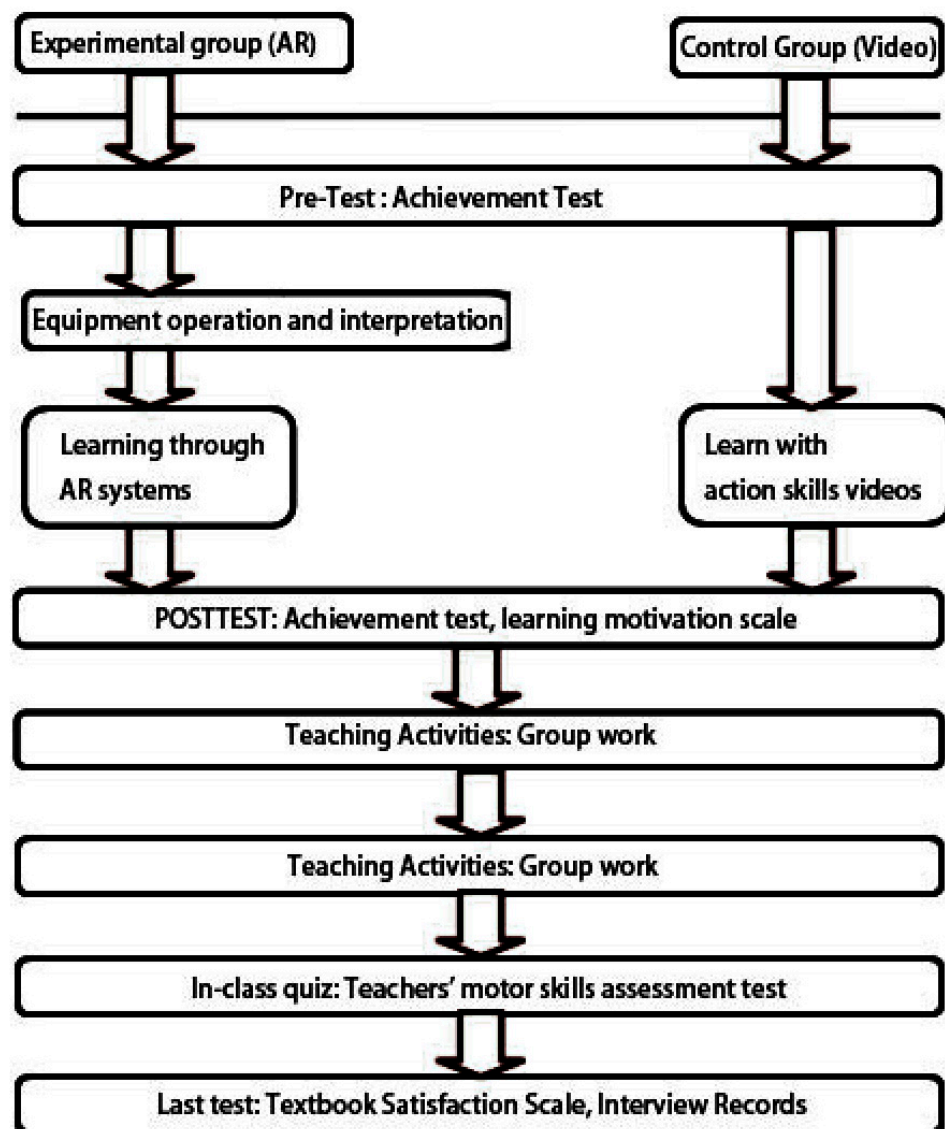 Experimental group (AR)
Control Group (Video)
Pre-Test : Achievement Test
Equipment operation and interpretation
Learning through
AR systems
Learn with
action skills videos
POSTTEST: Achievement test, learning motivation scale
Teaching Activities: Group work
Teaching Activities: Group work
In-class quiz: Teachers’ motor skills assessment test
Last test: Textbook Satisfaction Scale, Interview Records